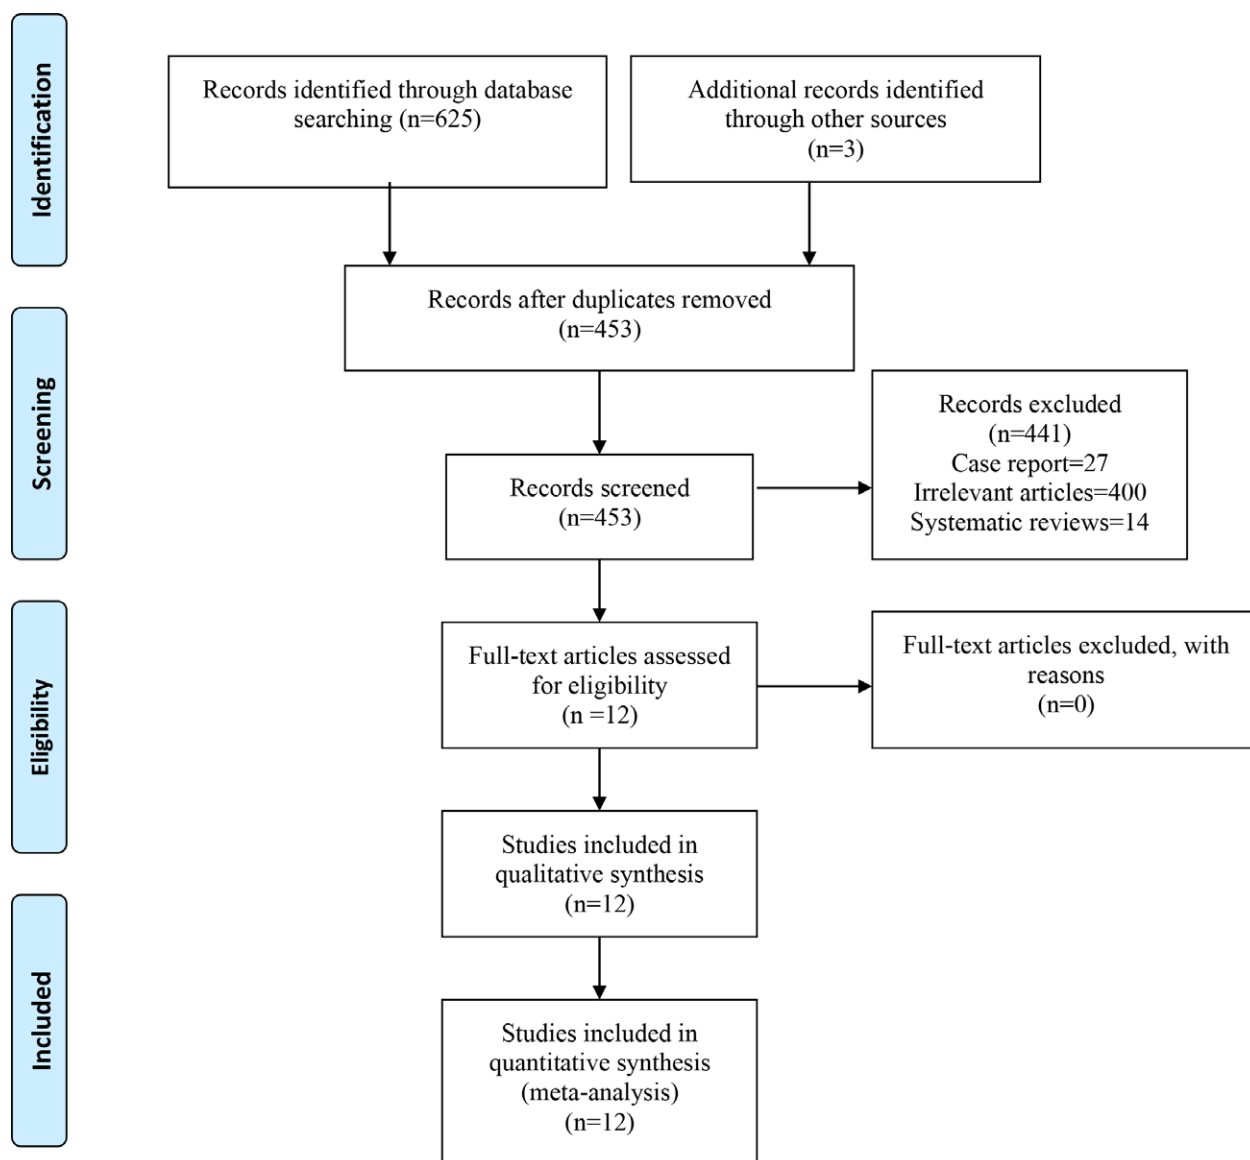 Identification
Records identified through database
searching (n=625)
Additional records identified
through other sources
(n=3)
Records after duplicates removed
(n=453)
Screening
Records screened
(n=453)
Records excluded
(n=441)
Case report=27
Irrelevant articles=400
Systematic reviews=14
Eligibility
Full-text articles assessed
for eligibility
(n =12)
Full-text articles excluded, with
reasons
(n=0)
Studies included in
qualitative synthesis
(n=12)
Included
Studies included in
quantitative synthesis
(meta-analysis)
(n=12)